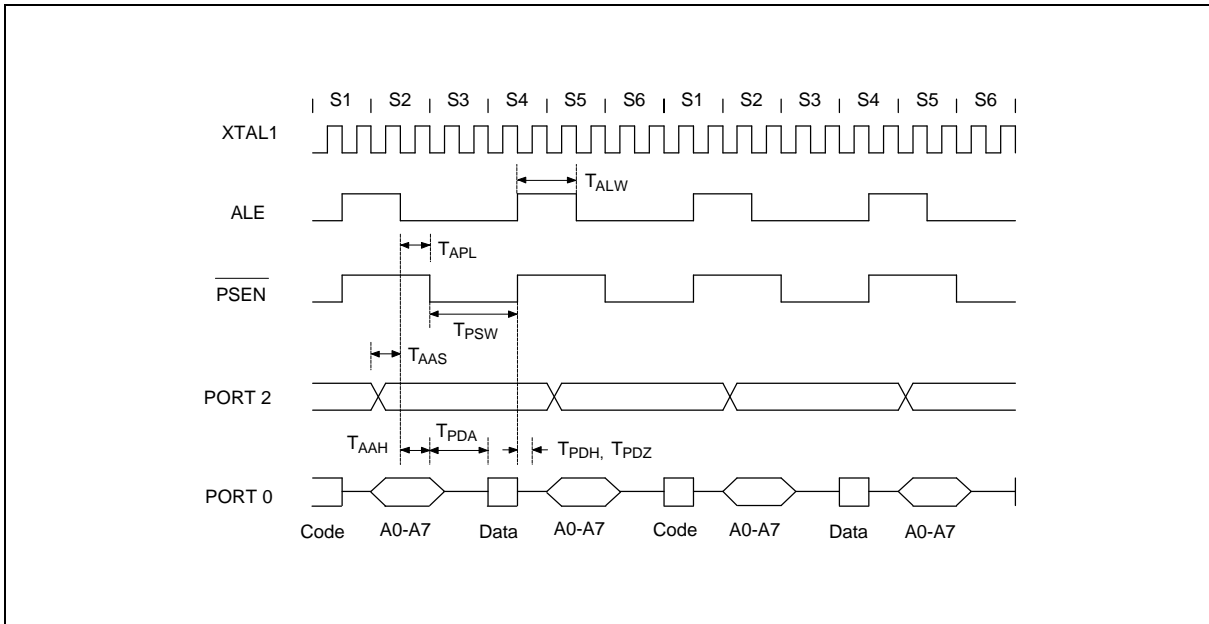 S1 S2 S3 S4 S5 S6 S1 S2 S3 S4 S5 S6
XTAL1
TALW
ALE
TAPL
PSEN
TPSW
TAAS
PORT 2
TAAH TPDA TPDH, TPDZ
PORT 0
Code A0-A7 Data A0-A7 Code A0-A7 Data A0-A7